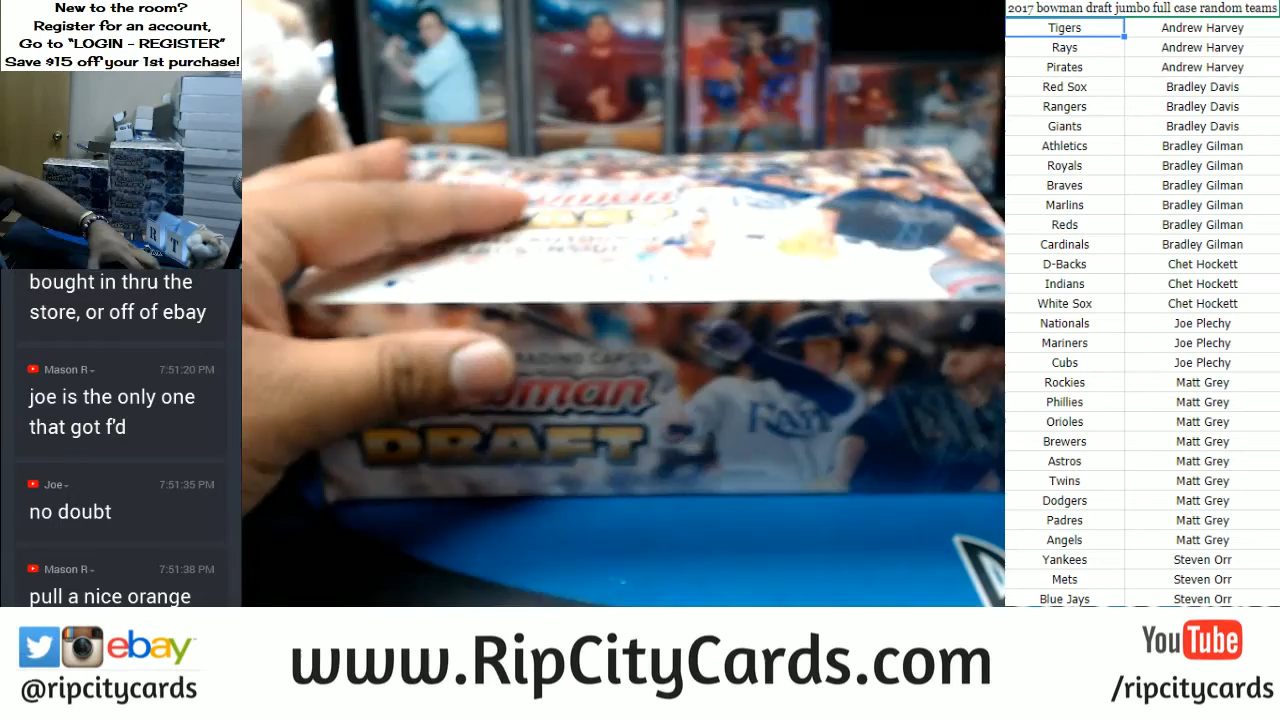 New to the room?
Register for an account,
Go to "LOGIN - REGISTER"
Save $15 off your 1st purchase!
bought in thru the
store, or off of ebay
Mason R
7:51:20 PM
joe is the only one
that got f'd
Joe
7:51:35 PM
no doubt
Mason R
7:51:38 PM
pull a nice orange
TRADING CARDS
Bowman
DRAFT
RAYS
2017 bowman draft jumbo full case random teams
Tigers Andrew Harvey
Rays Andrew Harvey
Pirates Andrew Harvey
Red Sox Bradley Davis
Rangers Bradley Davis
Giants Bradley Davis
Athletics Bradley Gilman
Royals Bradley Gilman
Braves Bradley Gilman
Marlins Bradley Gilman
Reds Bradley Gilman
Cardinals Bradley Gilman
D-Backs Chet Hockett
Indians Chet Hockett
White Sox Chet Hockett
Nationals Joe Plechy
Mariners Joe Plechy
Cubs Joe Plechy
Rockies Matt Grey
Phillies Matt Grey
Orioles Matt Grey
Brewers Matt Grey
Astros Matt Grey
Twins Matt Grey
Dodgers Matt Grey
Padres Matt Grey
Angels Matt Grey
Yankees Steven Orr
Mets Steven Orr
Blue Jays Steven Orr
ebay
@ripcitycards
www.RipCityCards.com
YouTube
/ripcitycards